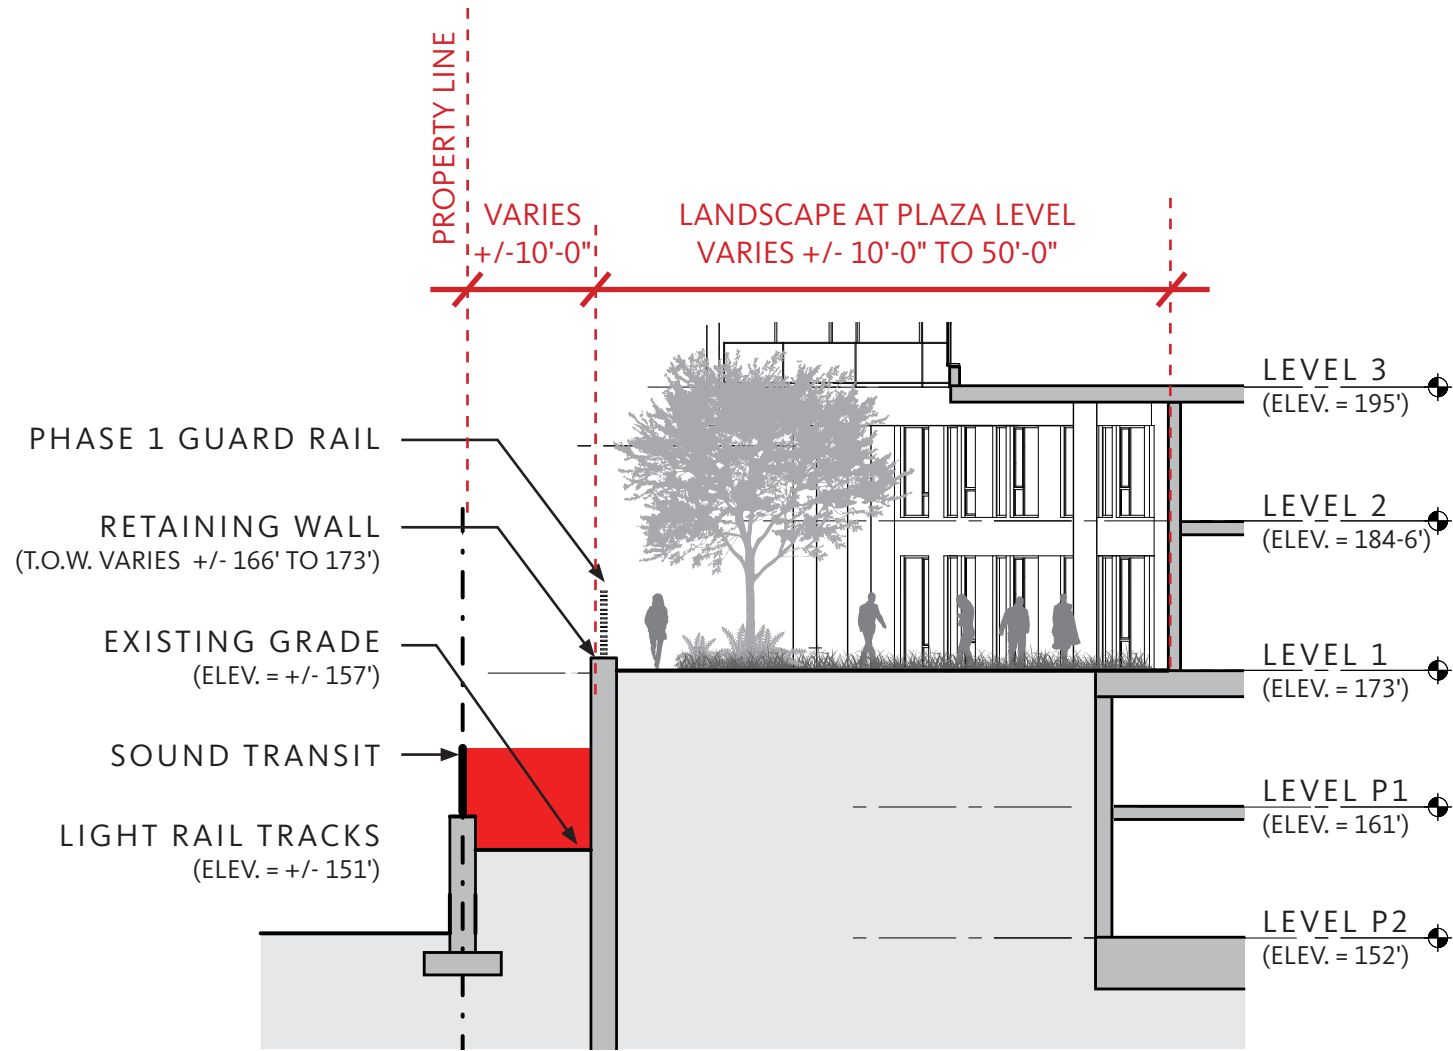 PROPERTY LINE
VARIES
+/-10'-0"
LANDSCAPE AT PLAZA LEVEL
VARIES +/- 10'-0" TO 50'-0"
PHASE 1 GUARD RAIL
RETAINING WALL
(T.O.W. VARIES +/- 166' TO 173')
EXISTING GRADE
(ELEV. = +/- 157')
SOUND TRANSIT
LIGHT RAIL TRACKS
(ELEV. = +/- 151')
LEVEL 3
(ELEV. = 195')
LEVEL 2
(ELEV. = 184-6')
LEVEL 1
(ELEV. = 173')
LEVEL P1
(ELEV. = 161')
LEVEL P2
(ELEV. = 152')